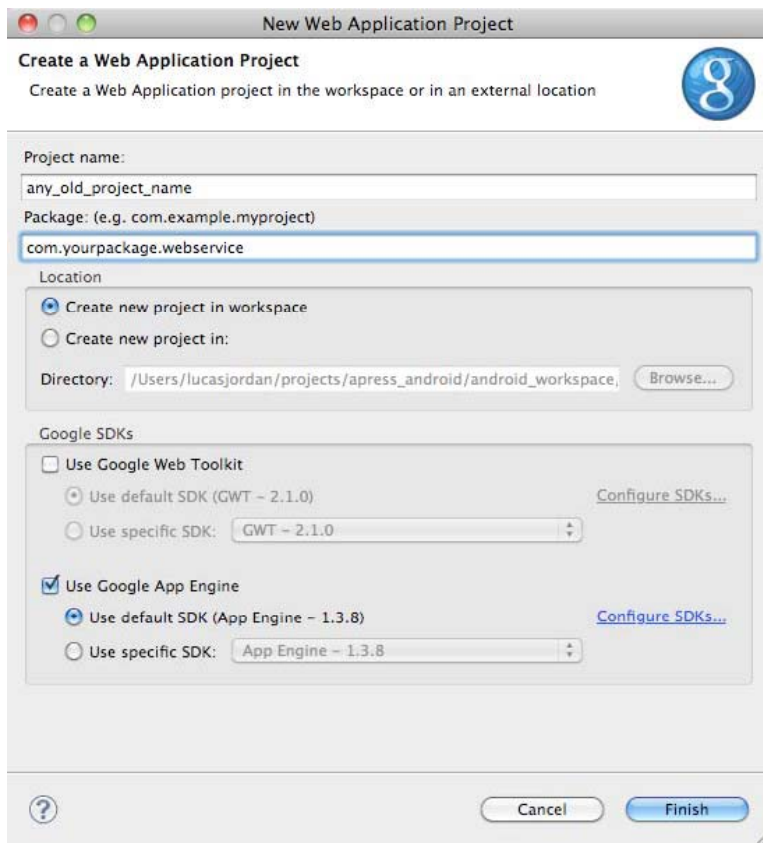 New Web Application Project
Create a Web Application Project
Create a Web Application project in the workspace or in an external location
g
Project name:
any_old_project_name
Package: (e.g. com.example.myproject)
com.yourpackage.webservice
Location
Create new project in workspace
Create new project in:
Directory: /Users/lucasjordan/projects/apress_android/android_workspace, Browse...
Google SDKs
Use Google Web Toolkit
Use default SDK (GWT - 2.1.0) Configure SDKs...
Use specific SDK: GWT - 2.1.0
Use Google App Engine
Use default SDK (App Engine - 1.3.8) Configure SDKs...
Use specific SDK: App Engine - 1.3.8
? Cancel Finish